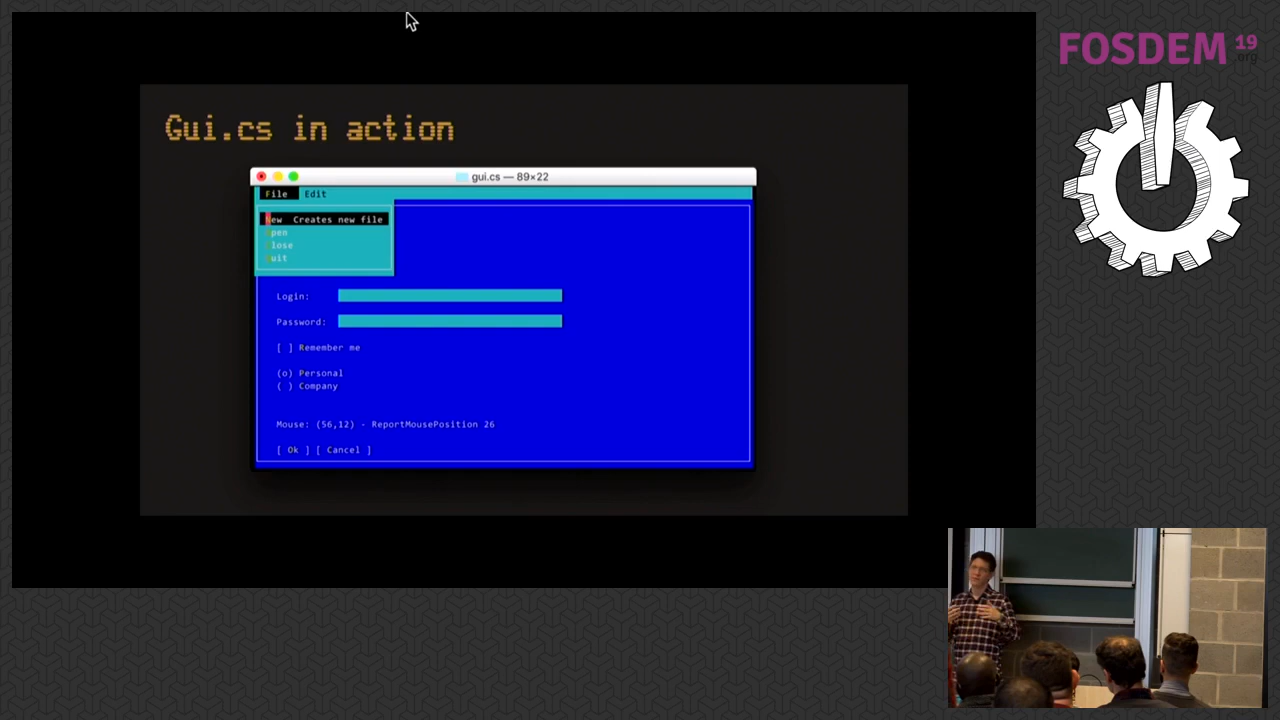 FOSDEM 19
.org
Gui.cs in action
gui.cs — 89×22
File Edit
New Creates new file
pen
lose
uit
Login:
Password:
[ ] Remember me
(o) Personal
( ) Company
Mouse: (56,12) - ReportMousePosition 26
[ Ok ] [ Cancel ]